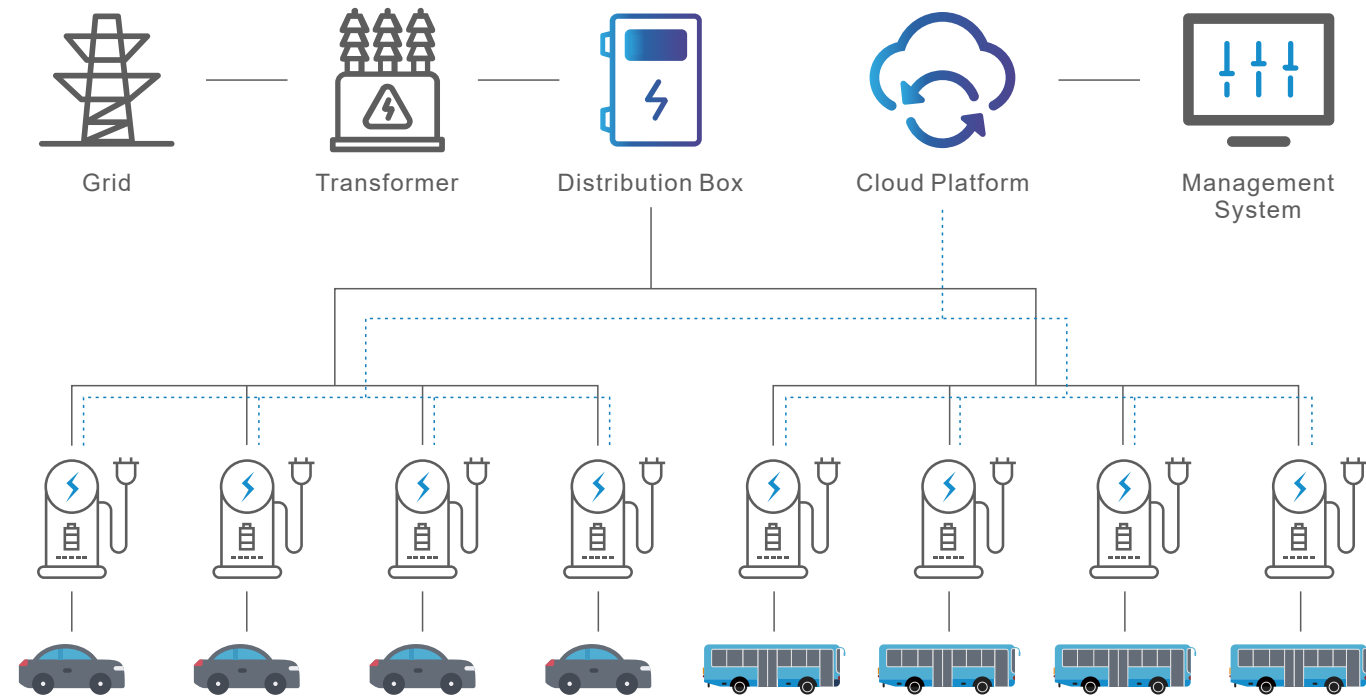 Grid
Transformer
Distribution Box
Cloud Platform
Management
System